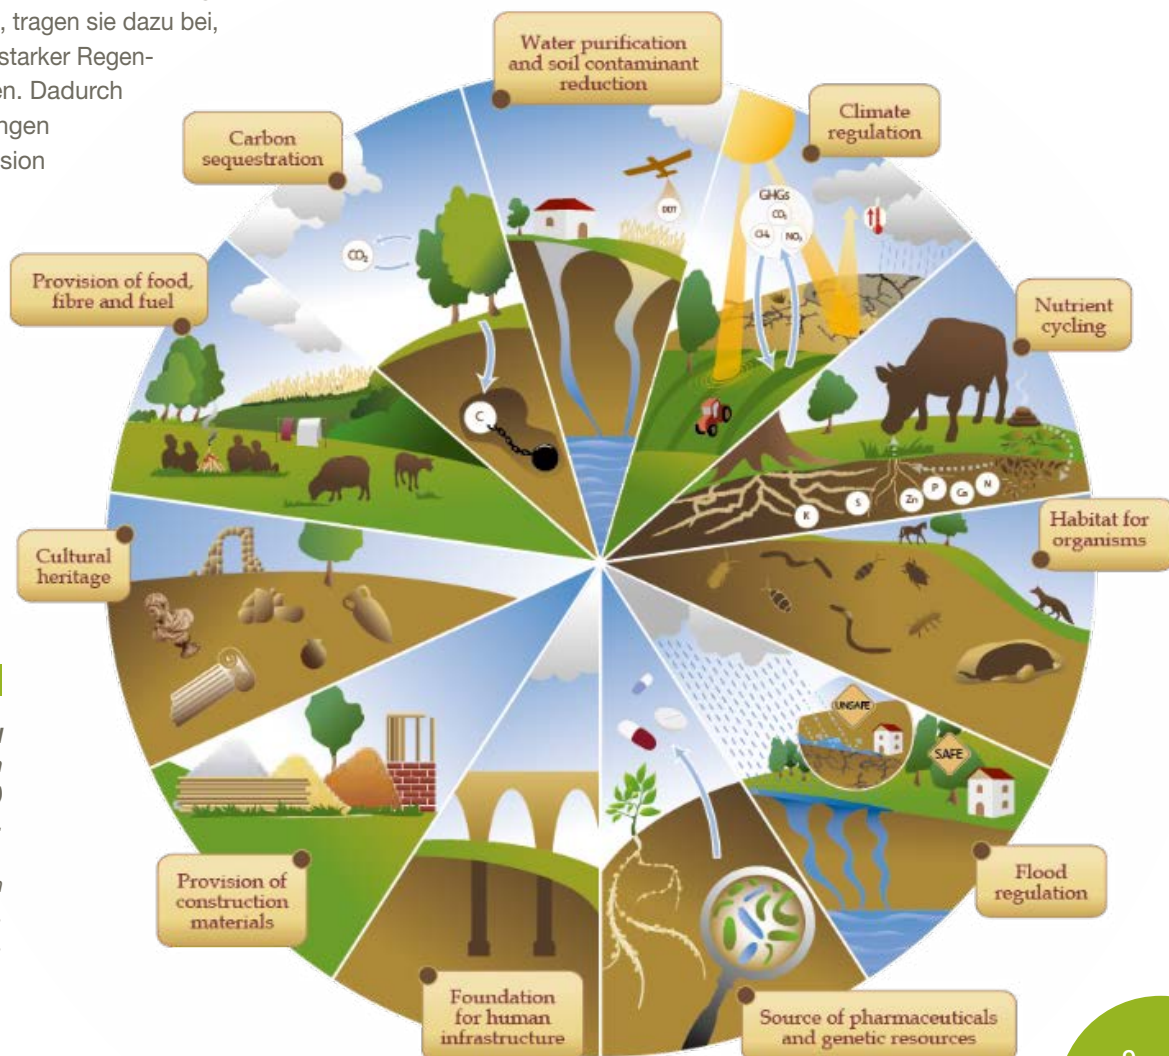 , tragen sie dazu bei,
starker Regen-
en. Dadurch
ngen
sion
Water purification
and soil contaminant
reduction
Climate
regulation
Carbon
sequestration
Provision of food,
fibre and fuel
Nutrient
cycling
Habitat for
organisms
Cultural
heritage
Flood
regulation
Provision of
construction
materials
Foundation
for human
infrastructure
Source of pharmaceuticals
and genetic resources
DDT
GHGs
CO₂
CH₄
NO₂
CO₂
C
K
S
Zn
P
Ca
N
UNSAFE
SAFE